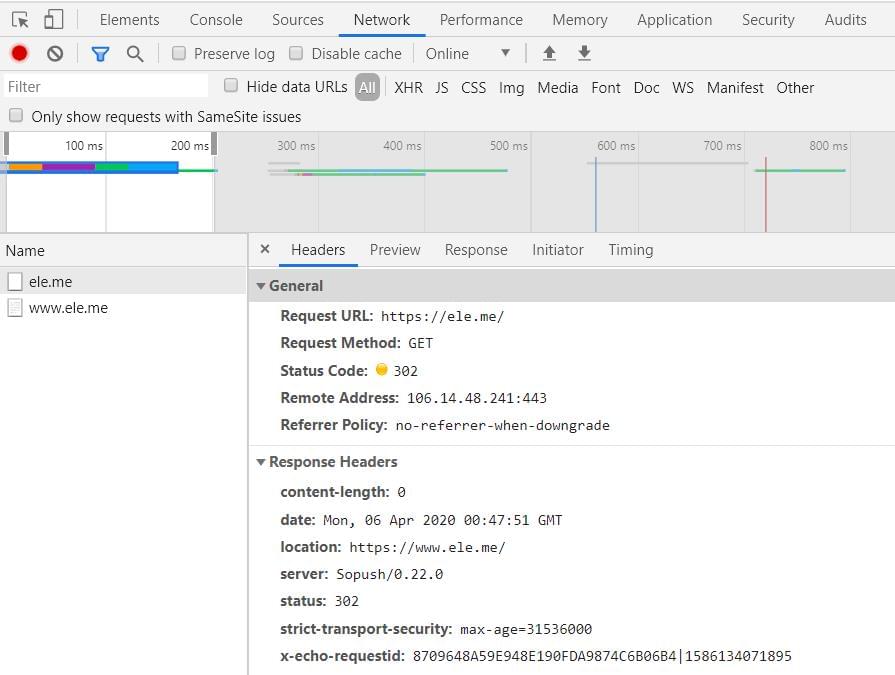 Elements Console Sources Network Performance Memory Application Security Audits
Preserve log Disable cache Online
Filter Hide data URLs All XHR JS CSS Img Media Font Doc WS Manifest Other
Only show requests with SameSite issues
100 ms 200 ms 300 ms 400 ms 500 ms 600 ms 700 ms 800 ms
Name
ele.me
www.ele.me
× Headers Preview Response Initiator Timing
General
Request URL: https://ele.me/
Request Method: GET
Status Code: 302
Remote Address: 106.14.48.241:443
Referrer Policy: no-referrer-when-downgrade
Response Headers
content-length: 0
date: Mon, 06 Apr 2020 00:47:51 GMT
location: https://www.ele.me/
server: Sopush/0.22.0
status: 302
strict-transport-security: max-age=31536000
x-echo-requestid: 8709648A59E948E190FDA9874C6B06B4|1586134071895